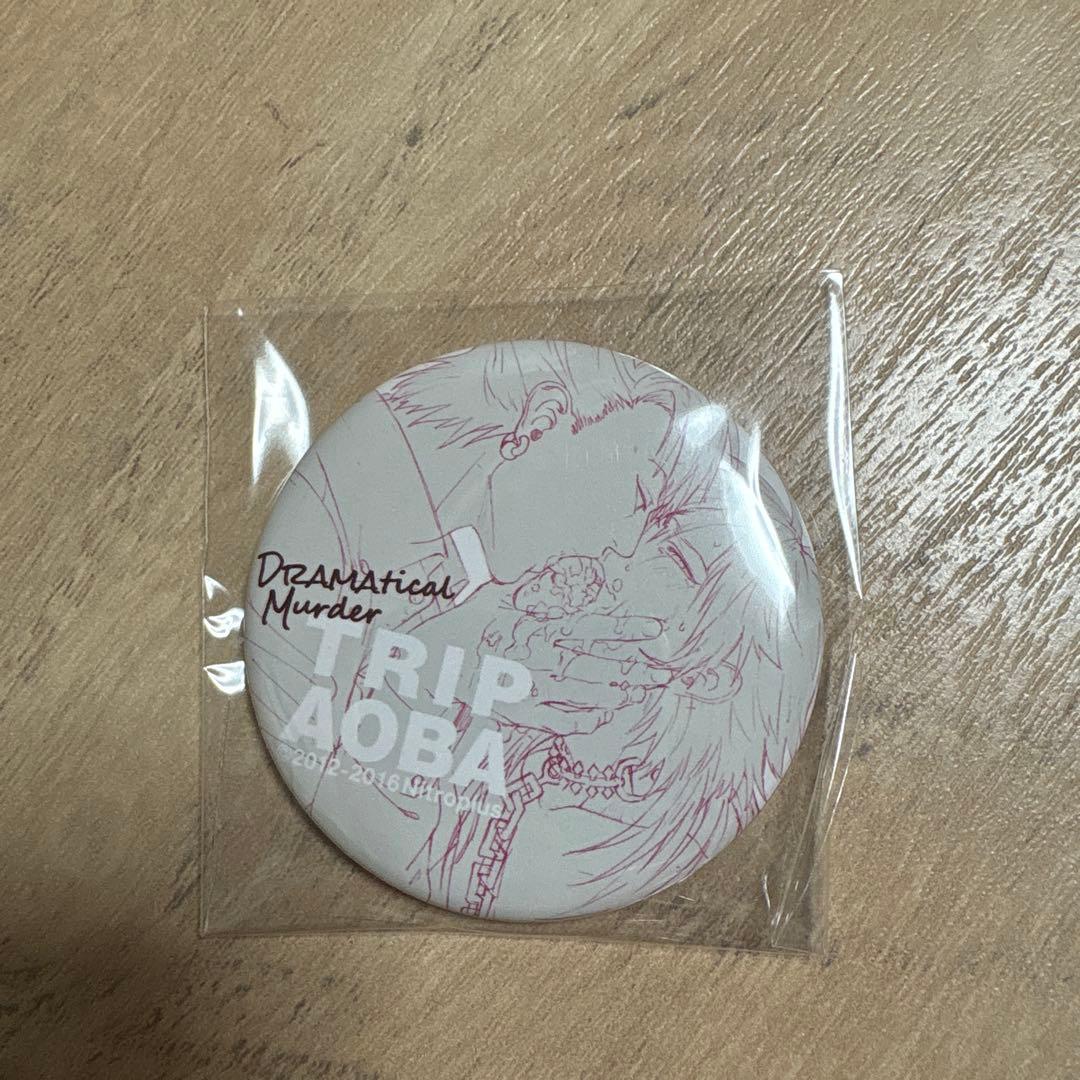 DRAMAtical
Murder
TRIP
AOBA
©2012-2016 Nitroplus